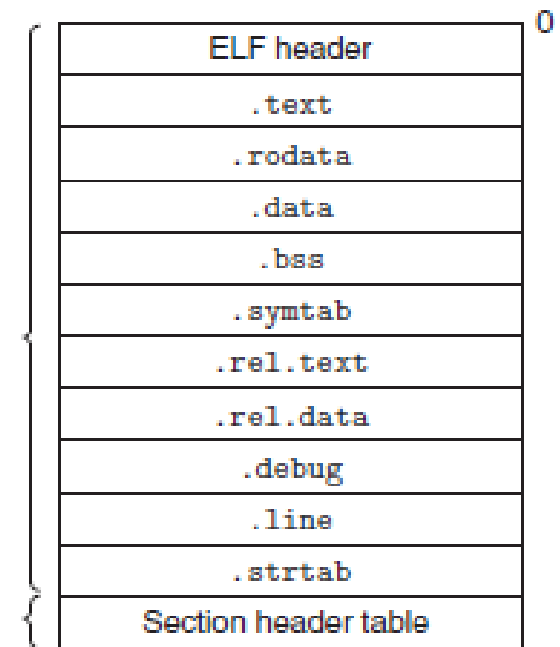 0
ELF header
.text
.rodata
.data
.bss
.symtab
.rel.text
.rel.data
.debug
.line
.strtab
Section header table